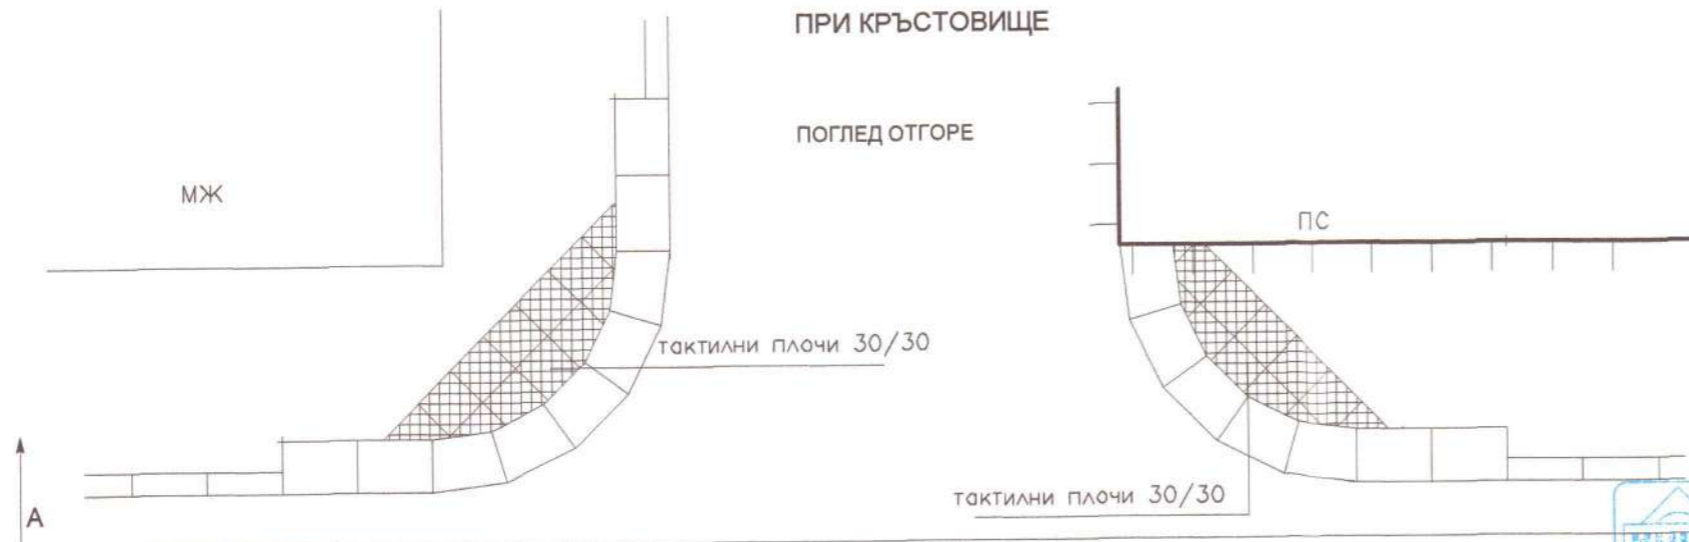 ПРИ КРЪСТОВИЩЕ
ПОГЛЕД ОТГОРЕ
МЖ
ПС
тактилни плочи 30/30
тактилни плочи 30/30
А